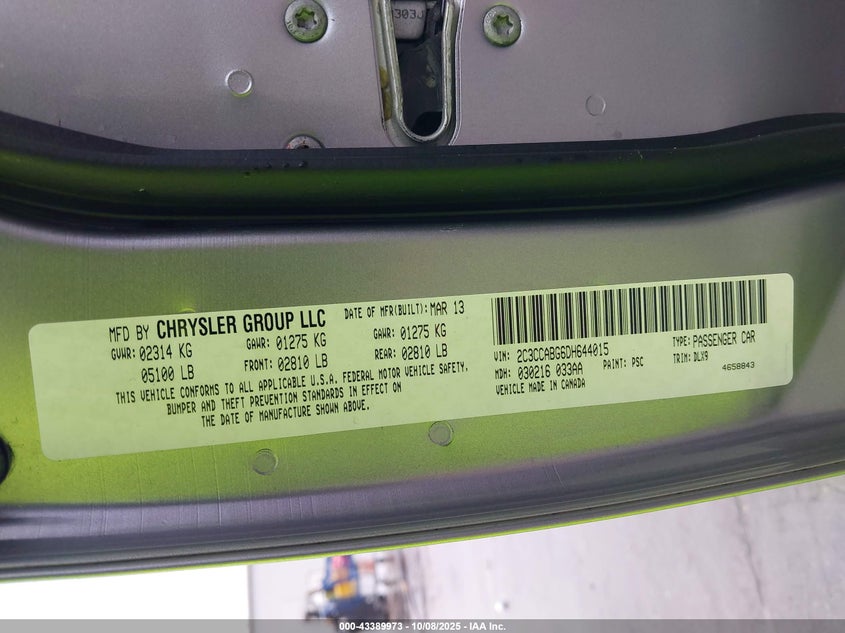 303J
MFD BY CHRYSLER GROUP LLC DATE OF MFR(BUILT): MAR 13
GVWR: 02314 KG GAWR: 01275 KG GAWR: 01275 KG
05100 LB FRONT: 02810 LB REAR: 02810 LB
THIS VEHICLE CONFORMS TO ALL APPLICABLE U.S.A. FEDERAL MOTOR VEHICLE SAFETY,
BUMPER AND THEFT PREVENTION STANDARDS IN EFFECT ON
THE DATE OF MANUFACTURE SHOWN ABOVE.
VIN: 2C3CCABG6DH644015 TYPE: PASSENGER CAR
MDH: 030216 033AA PAINT: PSC TRIM: DLX9
VEHICLE MADE IN CANADA 4658843
000-43389973 - 10/08/2025 - IAA Inc.